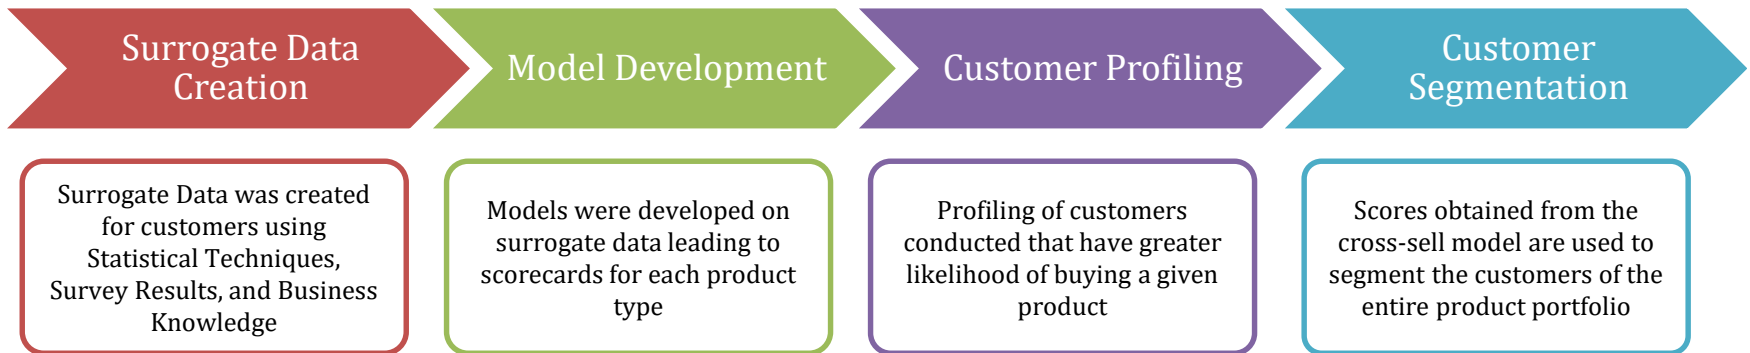 Surrogate Data
Creation
Model Development
Customer Profiling
Customer
Segmentation
Surrogate Data was created
for customers using
Statistical Techniques,
Survey Results, and Business
Knowledge
Models were developed on
surrogate data leading to
scorecards for each product
type
Profiling of customers
conducted that have greater
likelihood of buying a given
product
Scores obtained from the
cross-sell model are used to
segment the customers of the
entire product portfolio